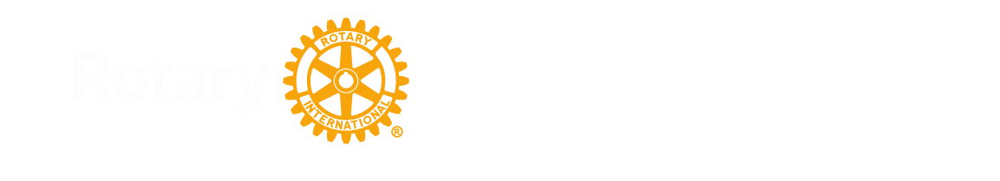 Rotary
ROTARY
INTERNATIONAL
®